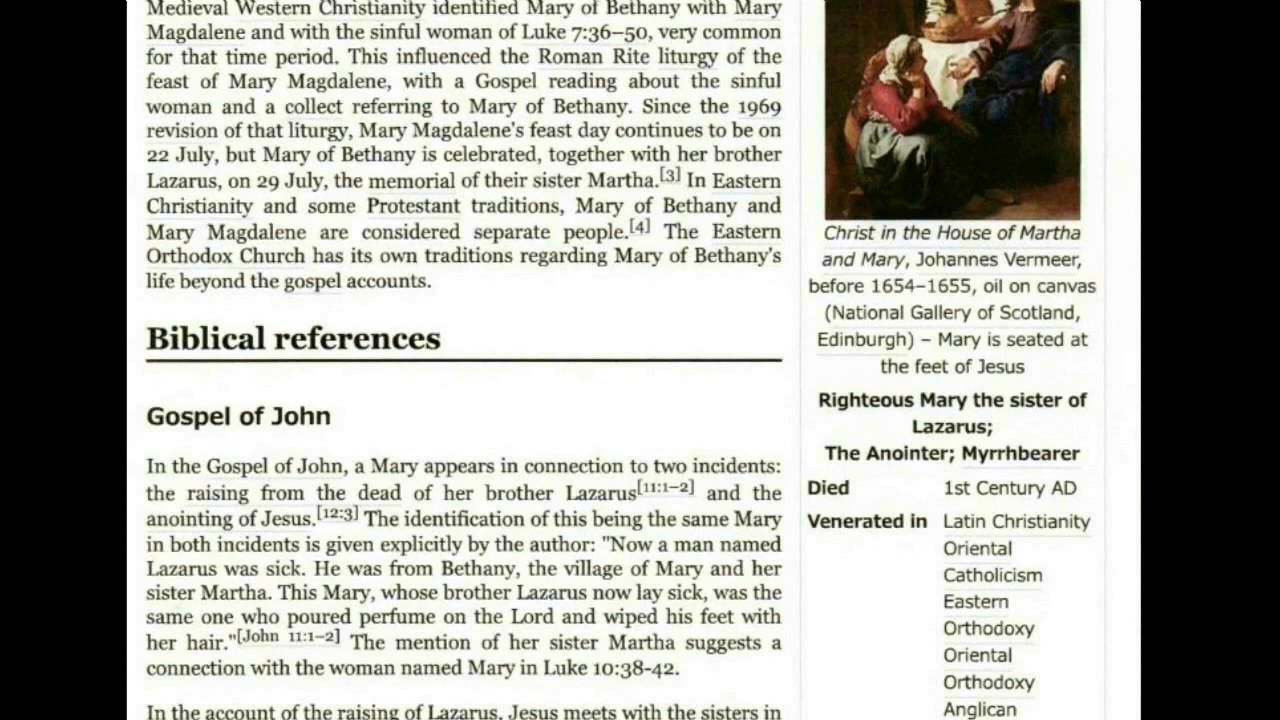 Medieval Western Christianity identified Mary of Bethany with Mary
Magdalene and with the sinful woman of Luke 7:36–50, very common
for that time period. This influenced the Roman Rite liturgy of the
feast of Mary Magdalene, with a Gospel reading about the sinful
woman and a collect referring to Mary of Bethany. Since the 1969
revision of that liturgy, Mary Magdalene's feast day continues to be on
22 July, but Mary of Bethany is celebrated, together with her brother
Lazarus, on 29 July, the memorial of their sister Martha.[3] In Eastern
Christianity and some Protestant traditions, Mary of Bethany and
Mary Magdalene are considered separate people.[4] The Eastern
Orthodox Church has its own traditions regarding Mary of Bethany's
life beyond the gospel accounts.
Biblical references
Gospel of John
In the Gospel of John, a Mary appears in connection to two incidents:
the raising from the dead of her brother Lazarus[11:1–2] and the
anointing of Jesus.[12:3] The identification of this being the same Mary
in both incidents is given explicitly by the author: "Now a man named
Lazarus was sick. He was from Bethany, the village of Mary and her
sister Martha. This Mary, whose brother Lazarus now lay sick, was the
same one who poured perfume on the Lord and wiped his feet with
her hair."[John 11:1–2] The mention of her sister Martha suggests a
connection with the woman named Mary in Luke 10:38-42.
In the account of the raising of Lazarus, Jesus meets with the sisters in
Christ in the House of Martha
and Mary, Johannes Vermeer,
before 1654–1655, oil on canvas
(National Gallery of Scotland,
Edinburgh) – Mary is seated at
the feet of Jesus
Righteous Mary the sister of
Lazarus;
The Anointer; Myrrhbearer
Died 1st Century AD
Venerated in Latin Christianity
Oriental
Catholicism
Eastern
Orthodoxy
Oriental
Orthodoxy
Anglican